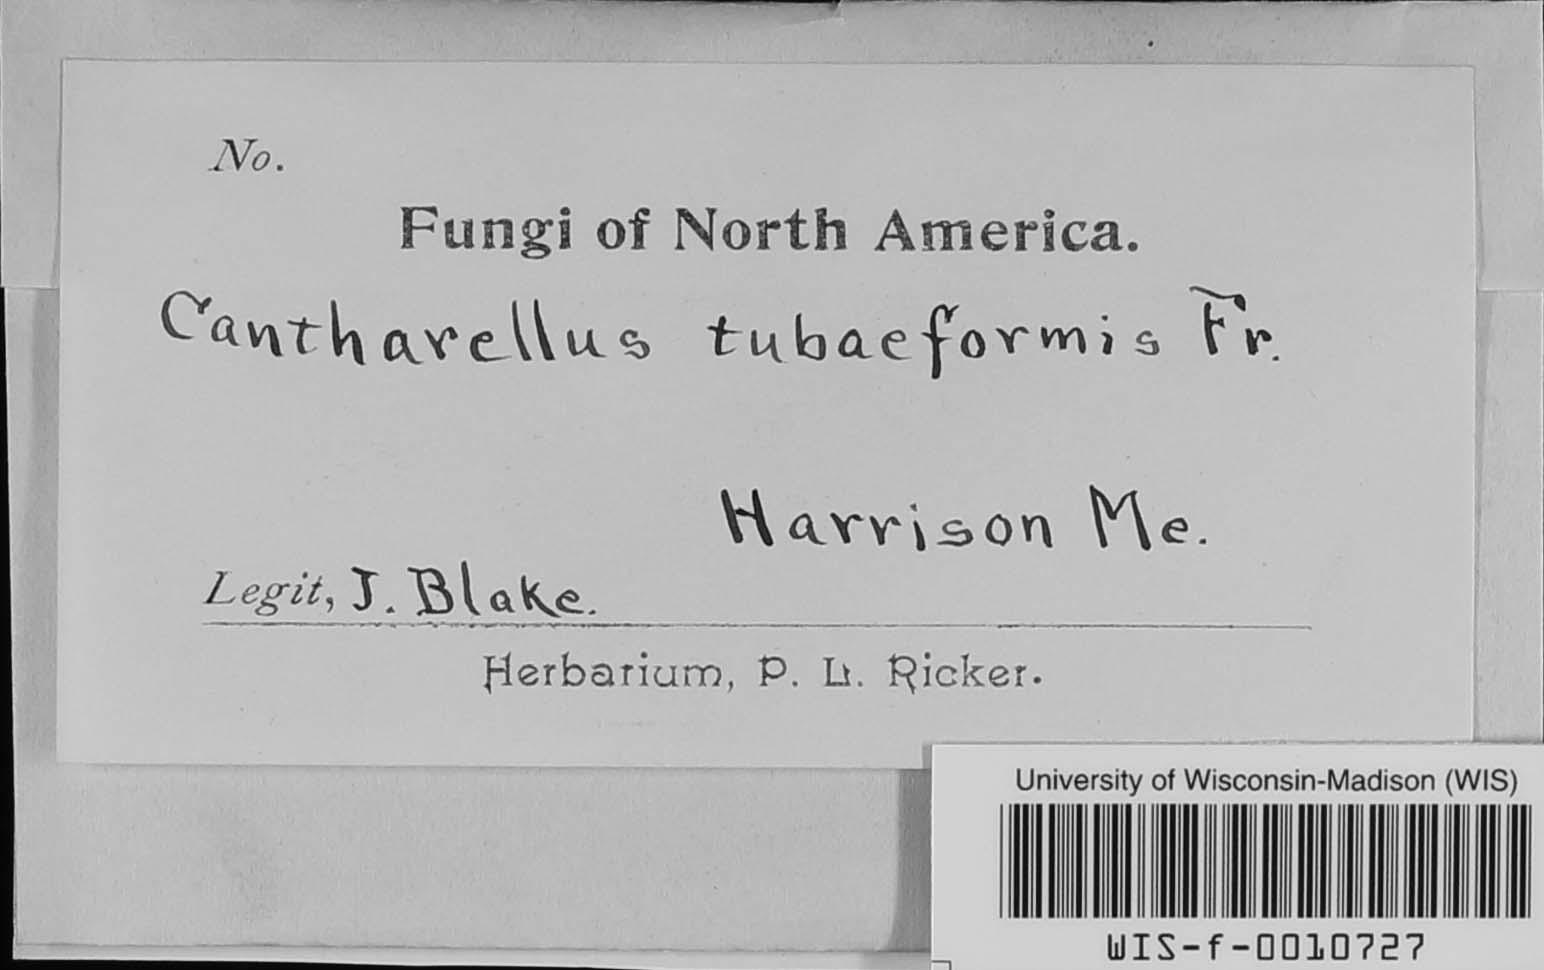 No.
Fungi of North America.
Cantharellus tubaeformis Fr.
Harrison Me.
Legit, J. Blake.
Herbarium, P. L. Ricker.
University of Wisconsin-Madison (WIS)
WIS-f-0010727